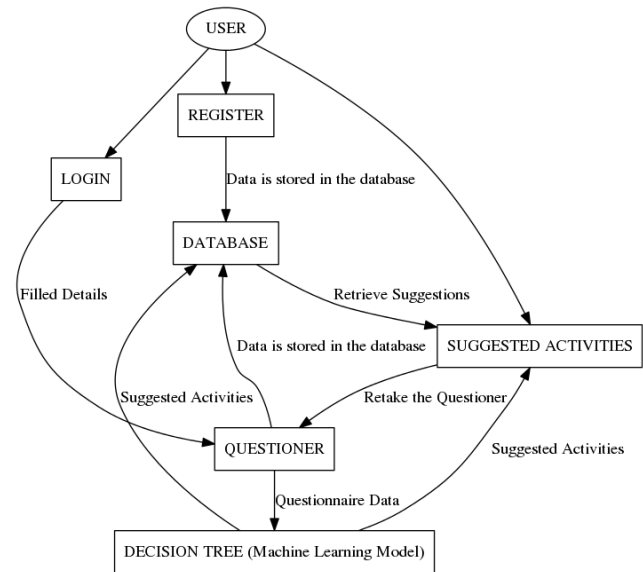 USER
REGISTER
LOGIN
Data is stored in the database
DATABASE
Filled Details
Retrieve Suggestions
Data is stored in the database
SUGGESTED ACTIVITIES
Suggested Activities
Retake the Questioner
QUESTIONER
Suggested Activities
Questionnaire Data
DECISION TREE (Machine Learning Model)